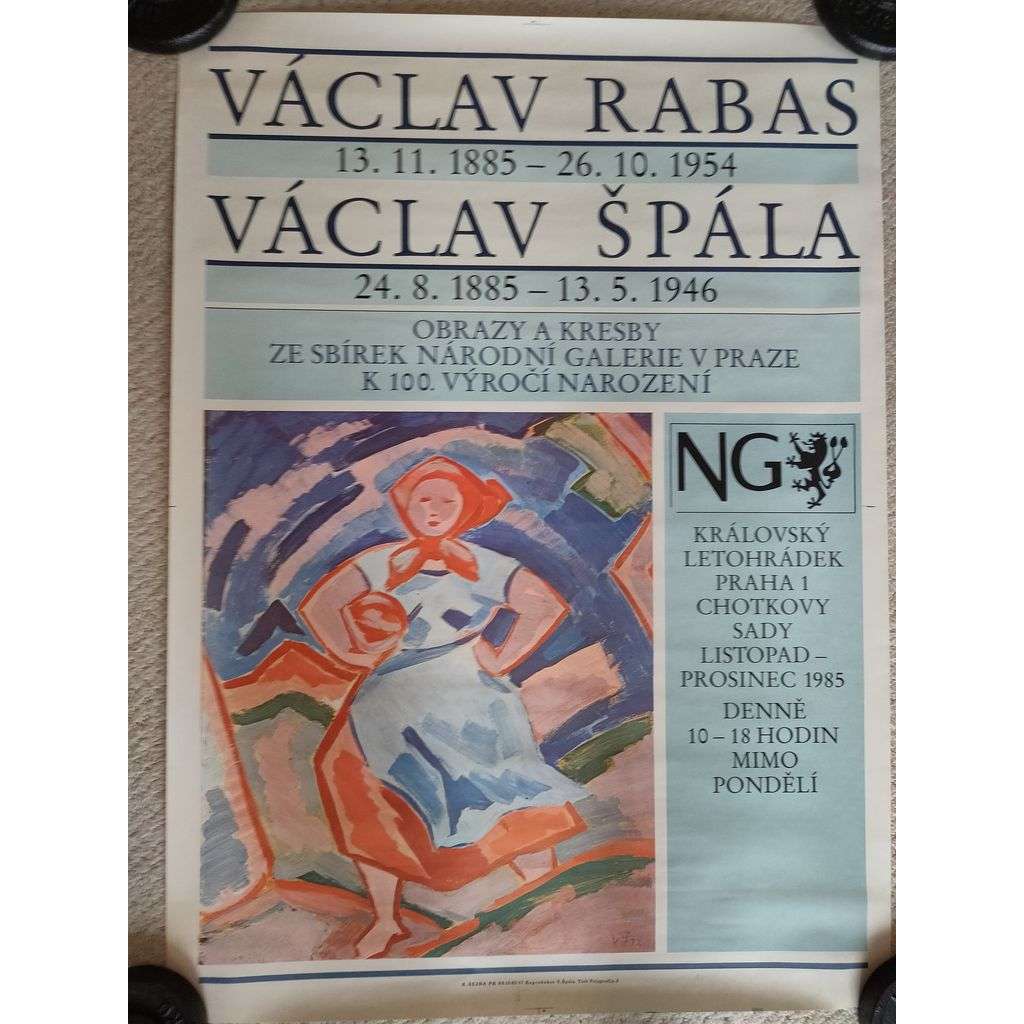 VÁCLAV RABAS
13. 11. 1885 – 26. 10. 1954
VÁCLAV ŠPÁLA
24. 8. 1885 – 13. 5. 1946
OBRAZY A KRESBY
ZE SBÍREK NÁRODNÍ GALERIE V PRAZE
K 100. VÝROČÍ NAROZENÍ
NG
KRÁLOVSKÝ
LETOHRÁDEK
PRAHA 1
CHOTKOVY
SADY
LISTOPAD –
PROSINEC 1985
DENNĚ
10 – 18 HODIN
MIMO
PONDĚLÍ